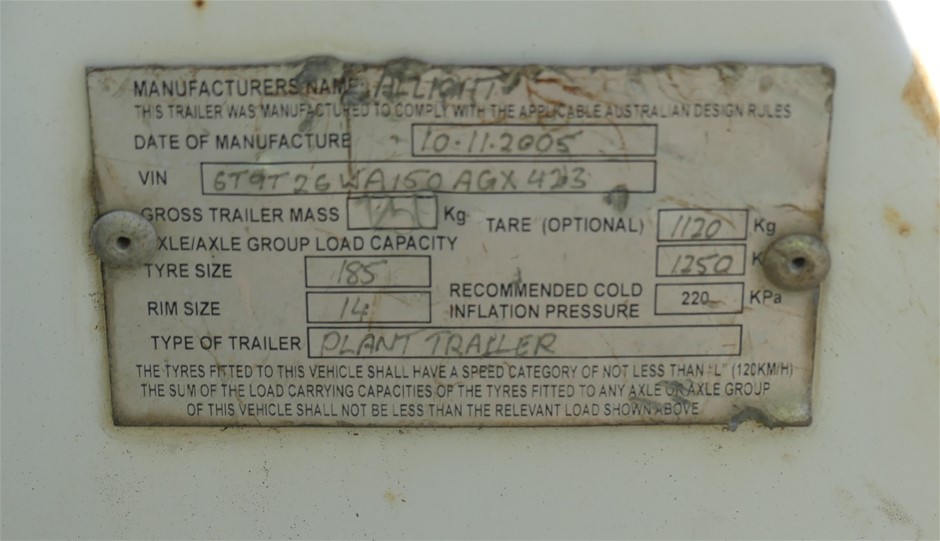 MANUFACTURERS NAME ALLIGHT
THIS TRAILER WAS MANUFACTURED TO COMPLY WITH THE APPLICABLE AUSTRALIAN DESIGN RULES
DATE OF MANUFACTURE 10.11.2005
VIN 6T9T26WA150AGX423
GROSS TRAILER MASS Kg TARE (OPTIONAL) 1120 Kg
AXLE/AXLE GROUP LOAD CAPACITY 1250 K
TYRE SIZE 185
RIM SIZE 14 RECOMMENDED COLD INFLATION PRESSURE 220 KPa
TYPE OF TRAILER PLANT TRAILER
THE TYRES FITTED TO THIS VEHICLE SHALL HAVE A SPEED CATEGORY OF NOT LESS THAN "L" (120KM/H)
THE SUM OF THE LOAD CARRYING CAPACITIES OF THE TYRES FITTED TO ANY AXLE OR AXLE GROUP
OF THIS VEHICLE SHALL NOT BE LESS THAN THE RELEVANT LOAD SHOWN ABOVE